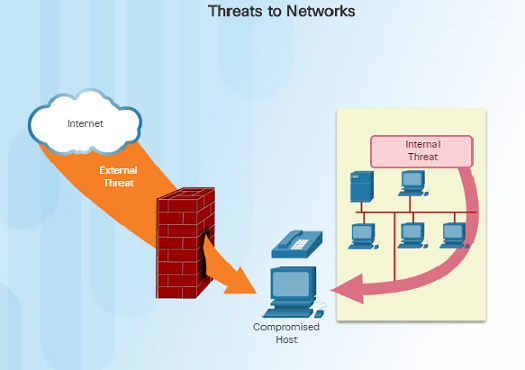 Threats to Networks
Internet
External
Threat
Internal
Threat
Compromised
Host